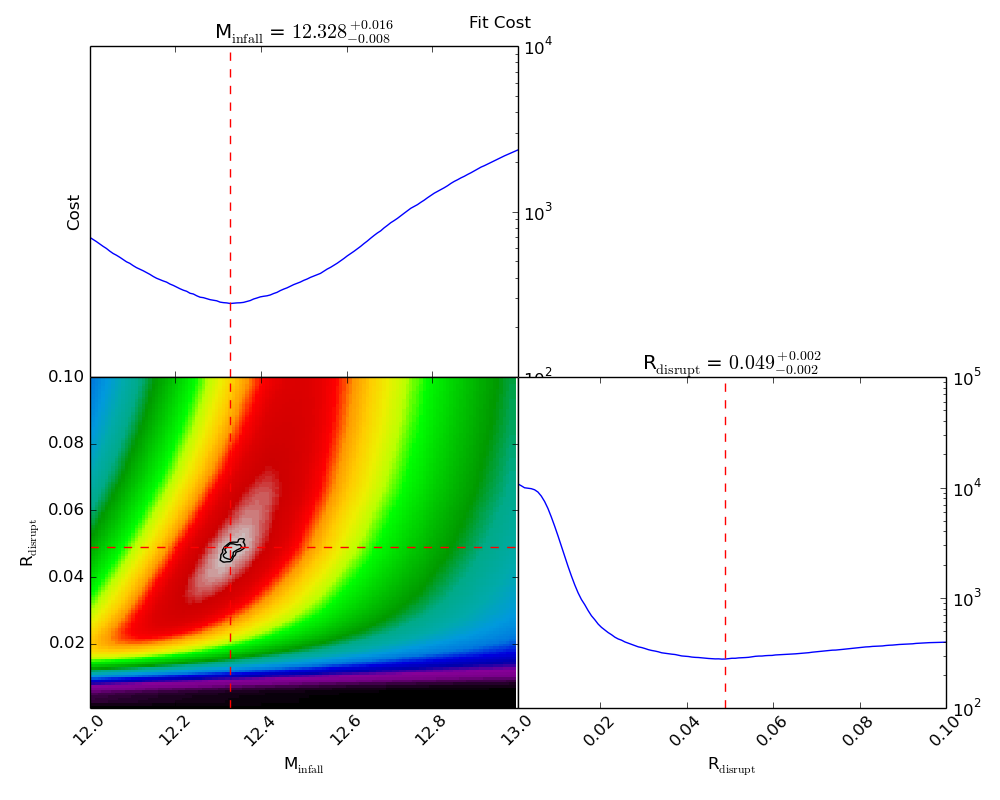 Fit Cost
M_infall = 12.328 +0.016 −0.008
10^4
Cost
10^3
10^2
R_disrupt = 0.049 +0.002 −0.002
0.10
0.08
0.06
0.04
0.02
R_disrupt
10^5
10^4
10^3
10^2
12.0 12.2 12.4 12.6 12.8 13.0
0.02 0.04 0.06 0.08 0.10
M_infall
R_disrupt